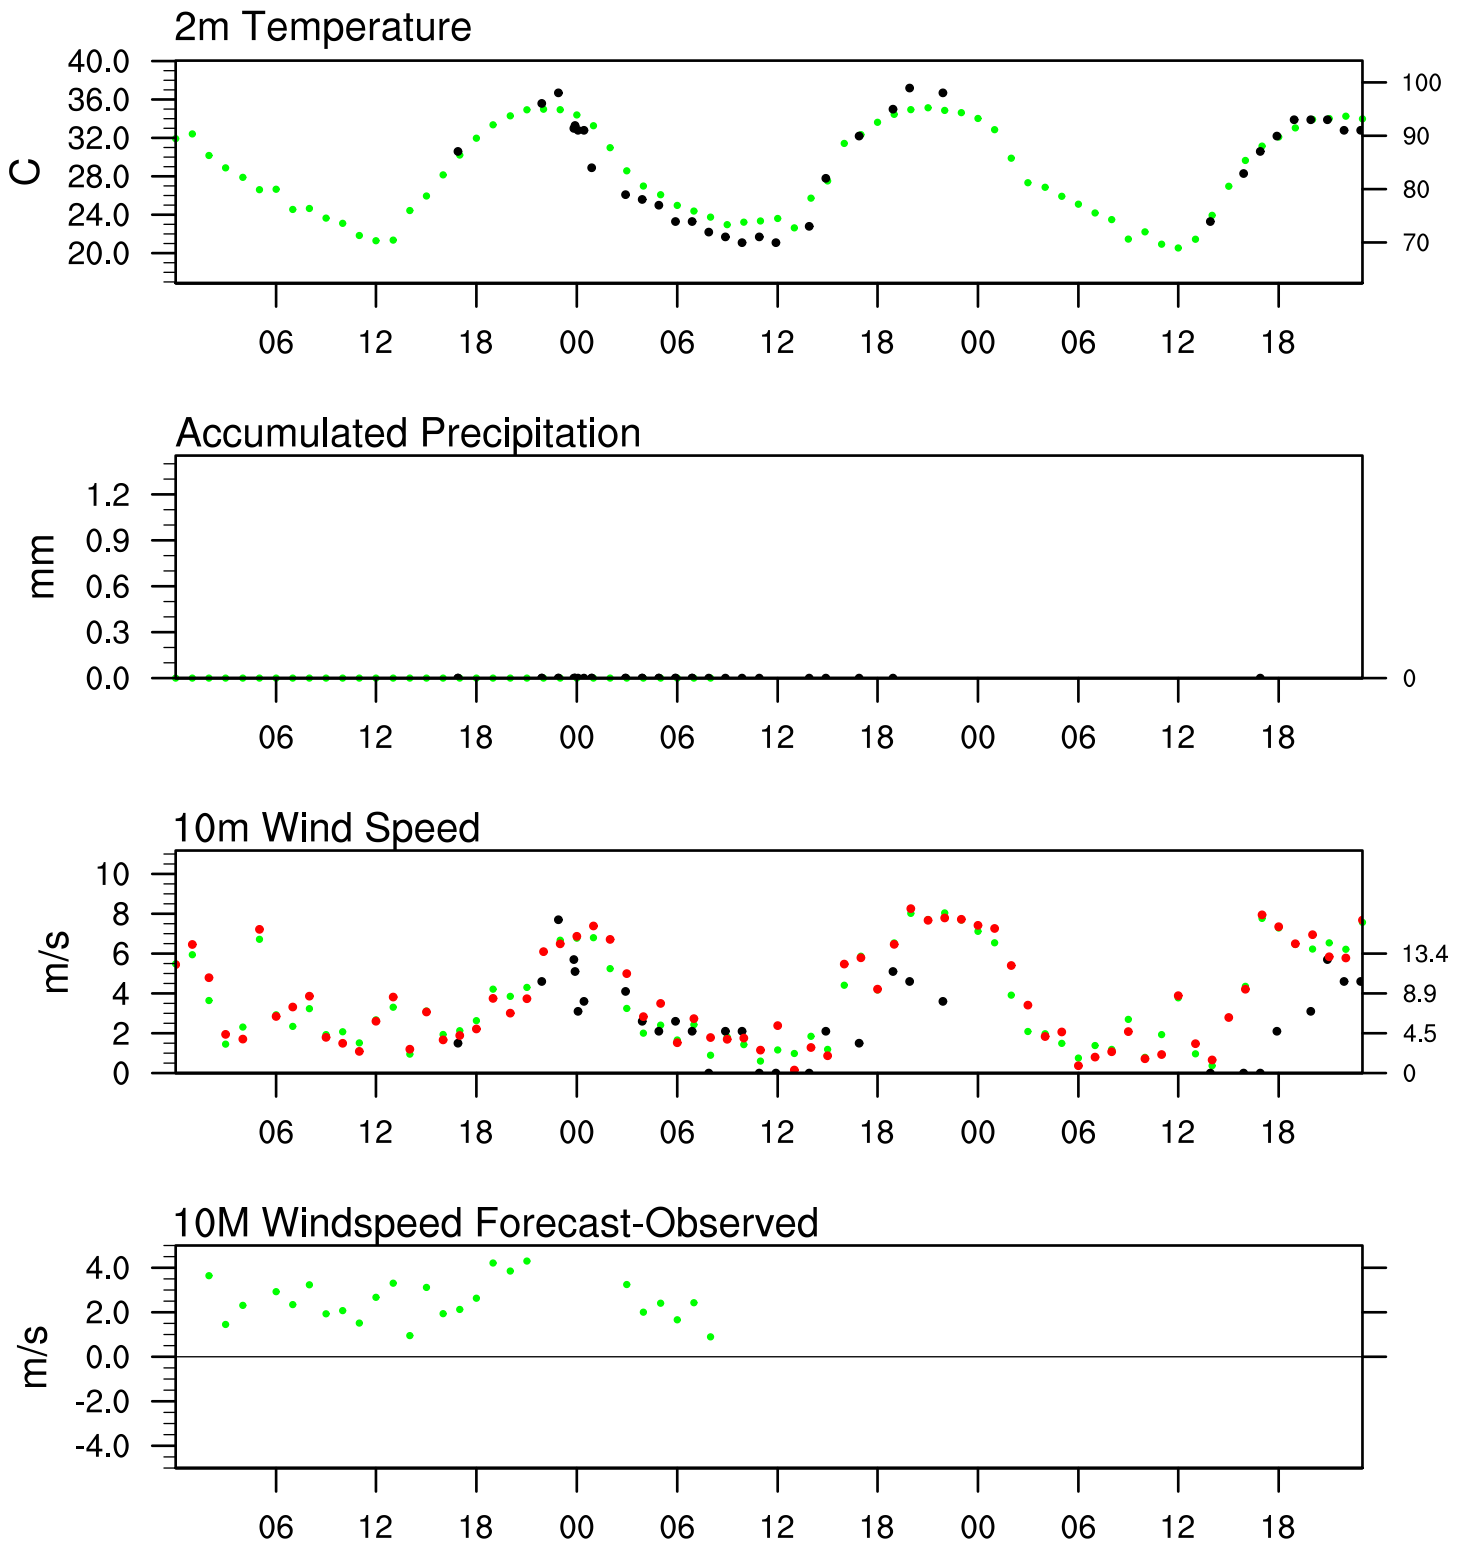 2m Temperature
40.0
36.0
32.0
28.0
24.0
20.0
C
100
90
80
70
06 12 18 00 06 12 18 00 06 12 18
Accumulated Precipitation
1.2
0.9
0.6
0.3
0.0
mm
0
06 12 18 00 06 12 18 00 06 12 18
10m Wind Speed
10
8
6
4
2
0
m/s
13.4
8.9
4.5
0
06 12 18 00 06 12 18 00 06 12 18
10M Windspeed Forecast-Observed
4.0
2.0
0.0
-2.0
-4.0
m/s
06 12 18 00 06 12 18 00 06 12 18